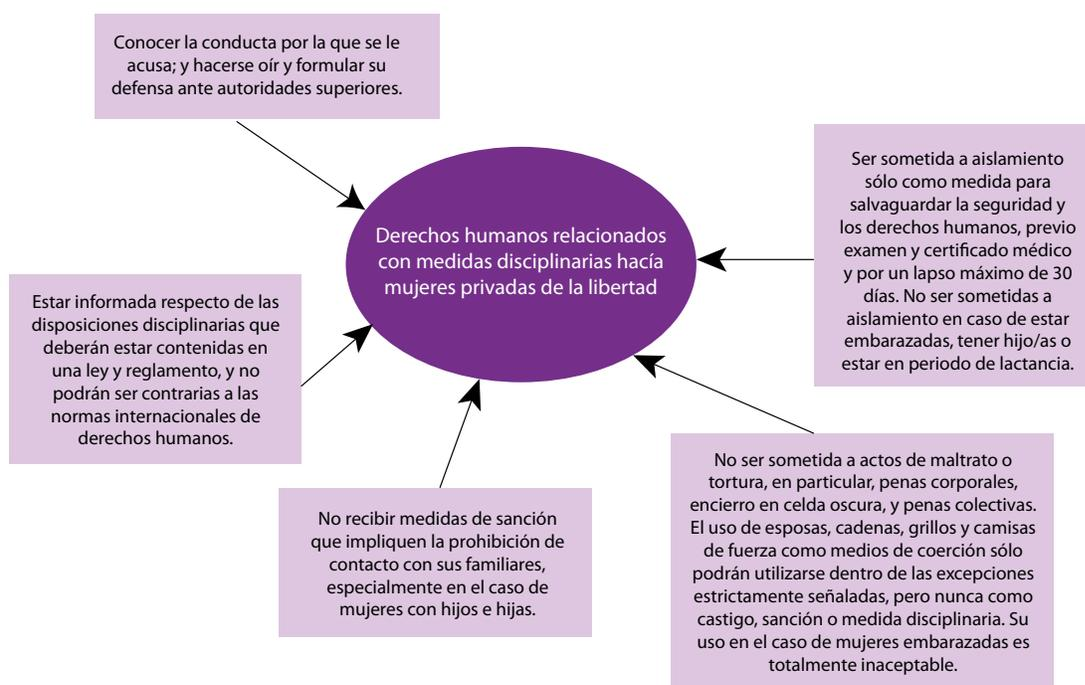 Conocer la conducta por la que se le
acusa; y hacerse oír y formular su
defensa ante autoridades superiores.
Ser sometida a aislamiento
sólo como medida para
salvaguardar la seguridad y
los derechos humanos, previo
examen y certificado médico
y por un lapso máximo de 30
días. No ser sometidas a
aislamiento en caso de estar
embarazadas, tener hijo/as o
estar en periodo de lactancia.
Derechos humanos relacionados
con medidas disciplinarias hacía
mujeres privadas de la libertad
Estar informada respecto de las
disposiciones disciplinarias que
deberán estar contenidas en
una ley y reglamento, y no
podrán ser contrarias a las
normas internacionales de
derechos humanos.
No recibir medidas de sanción
que impliquen la prohibición de
contacto con sus familiares,
especialmente en el caso de
mujeres con hijos e hijas.
No ser sometida a actos de maltrato o
tortura, en particular, penas corporales,
encierro en celda oscura, y penas colectivas.
El uso de esposas, cadenas, grillos y camisas
de fuerza como medios de coerción sólo
podrán utilizarse dentro de las excepciones
estrictamente señaladas, pero nunca como
castigo, sanción o medida disciplinaria. Su
uso en el caso de mujeres embarazadas es
totalmente inaceptable.